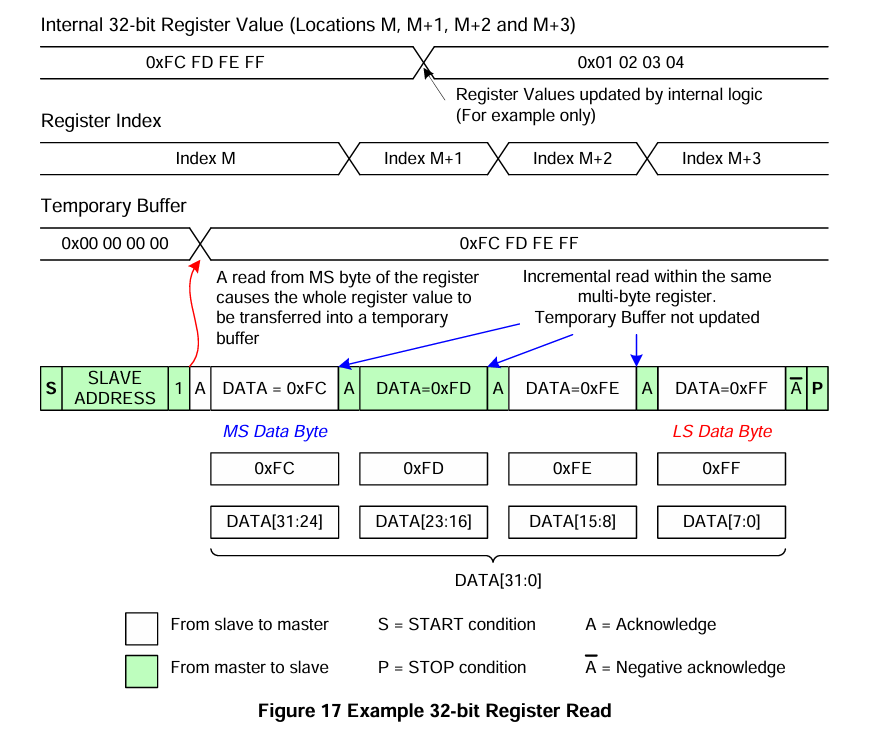 Internal 32-bit Register Value (Locations M, M+1, M+2 and M+3)
0xFC FD FE FF
0x01 02 03 04
Register Values updated by internal logic
(For example only)
Register Index
Index M
Index M+1
Index M+2
Index M+3
Temporary Buffer
0x00 00 00 00
0xFC FD FE FF
A read from MS byte of the register
causes the whole register value to
be transferred into a temporary
buffer
Incremental read within the same
multi-byte register.
Temporary Buffer not updated
S
SLAVE
ADDRESS
1
A
DATA = 0xFC
A
DATA=0xFD
A
DATA=0xFE
A
DATA=0xFF
A̅
P
MS Data Byte
LS Data Byte
0xFC
0xFD
0xFE
0xFF
DATA[31:24]
DATA[23:16]
DATA[15:8]
DATA[7:0]
DATA[31:0]
From slave to master
S = START condition
A = Acknowledge
From master to slave
P = STOP condition
A̅ = Negative acknowledge
Figure 17 Example 32-bit Register Read